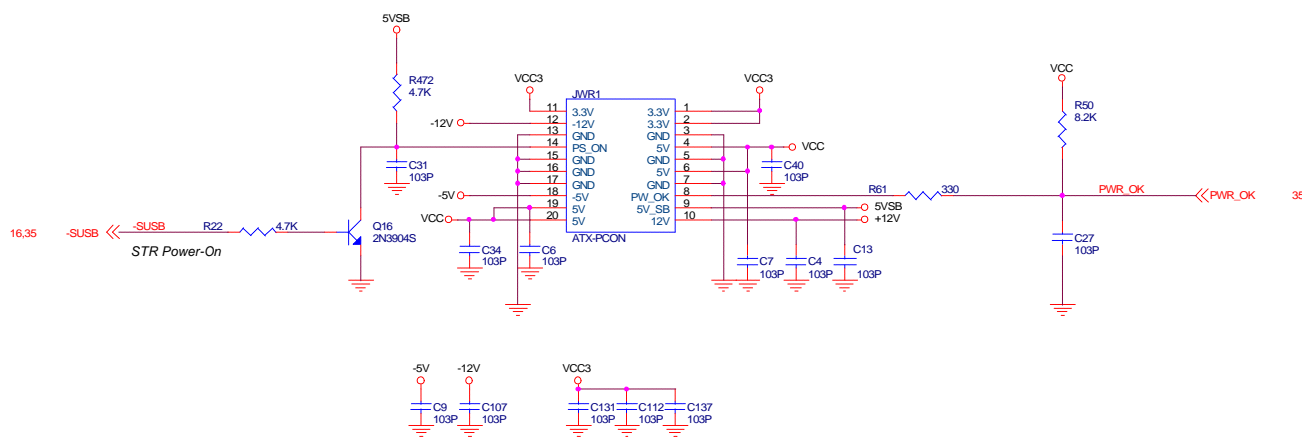 5VSB
R472
4.7K
VCC3
VCC3
VCC
JWR1
R50
8.2K
11 3.3V 3.3V 1
-12V 12 -12V 3.3V 2
13 GND GND 3
14 PS_ON 5V 4 VCC
15 GND GND 5
16 GND 5V 6
17 GND GND 7
-5V 18 -5V PW_OK 8
19 5V 5V_SB 9 5VSB
VCC 20 5V 12V 10 +12V
ATX-PCON
C31
103P
C40
103P
R61 330
PWR_OK
PWR_OK 35
16,35 -SUSB
-SUSB
R22 4.7K
STR Power-On
Q16
2N3904S
C34
103P
C6
103P
C7
103P
C4
103P
C13
103P
C27
103P
-5V
-12V
VCC3
C9
103P
C107
103P
C131
103P
C112
103P
C137
103P